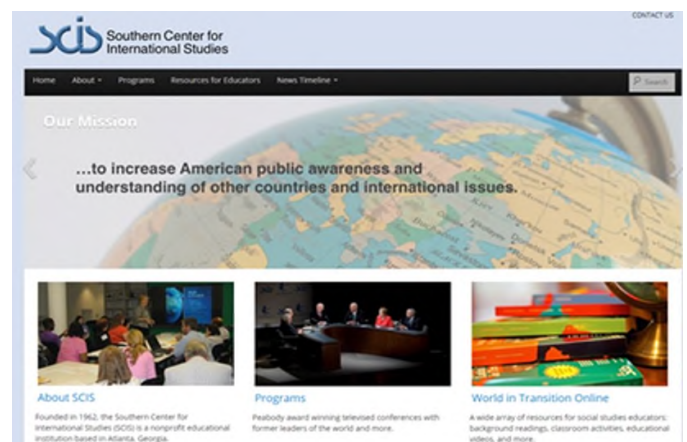 CONTACT US
scis
Southern Center for
International Studies
Home About Programs Resources for Educators News Timeline
Search
Our Mission
...to increase American public awareness and
understanding of other countries and international issues.
About SCIS
Founded in 1962, the Southern Center for
International Studies (SCIS) is a nonprofit educational
institution based in Atlanta, Georgia.
Programs
Peabody award winning televised conferences with
former leaders of the world and more.
World in Transition Online
A wide array of resources for social studies educators:
background readings, classroom activities, educational
videos, and more.